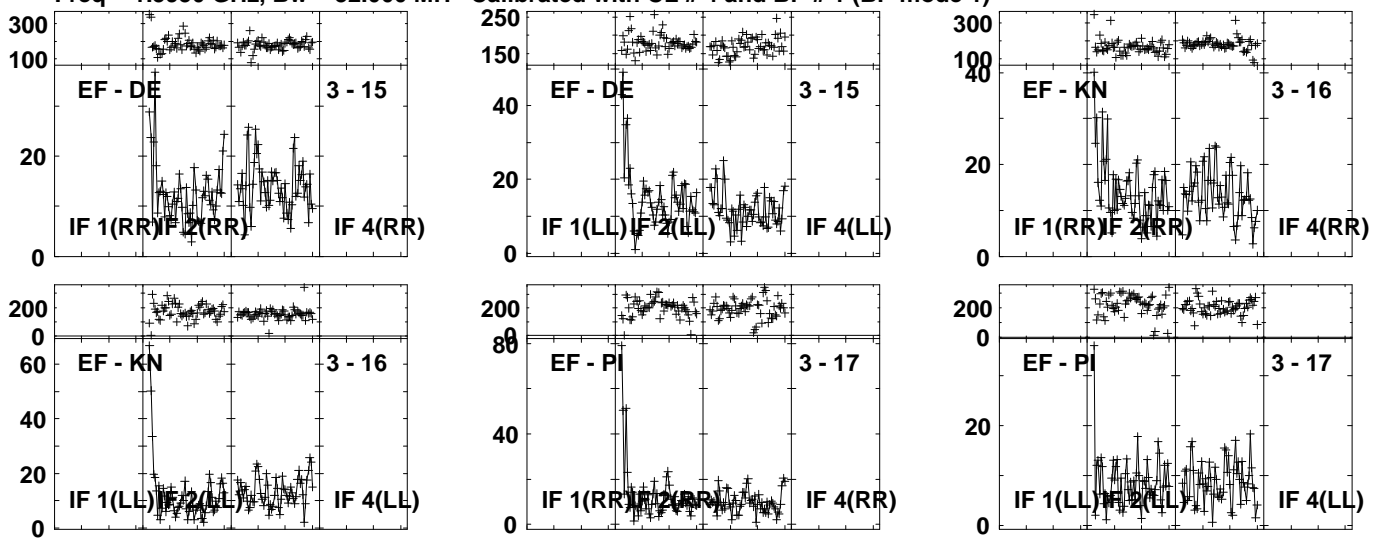 Calibrated with and
300
100
EF - DE 3 - 15
20
IF 1(RR) IF 2(RR) IF 4(RR)
0
250
150
EF - DE 3 - 15
40
20
IF 1(LL) IF 2(LL) IF 4(LL)
0
300
100
40
EF - KN 3 - 16
20
IF 1(RR) IF 2(RR) IF 4(RR)
0
200
0
60
EF - KN 3 - 16
40
20
IF 1(LL) IF 2(LL) IF 4(LL)
0
200
0
80
EF - PI 3 - 17
60
40
20
IF 1(RR) IF 2(RR) IF 4(RR)
0
200
0
EF - PI 3 - 17
20
IF 1(LL) IF 2(LL) IF 4(LL)
0